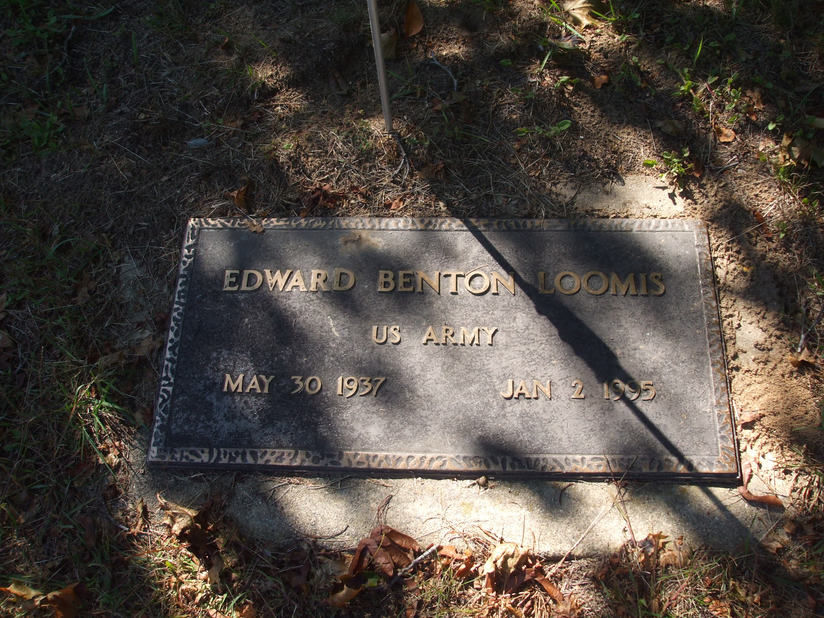 EDWARD BENTON LOOMIS
US ARMY
MAY 30 1937 JAN 2 1995